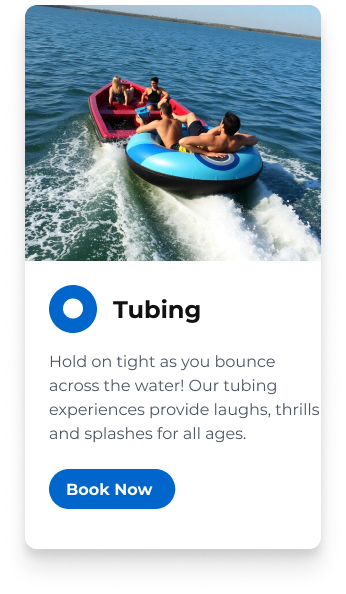 Tubing
Hold on tight as you bounce
across the water! Our tubing
experiences provide laughs, thrills
and splashes for all ages.
Book Now